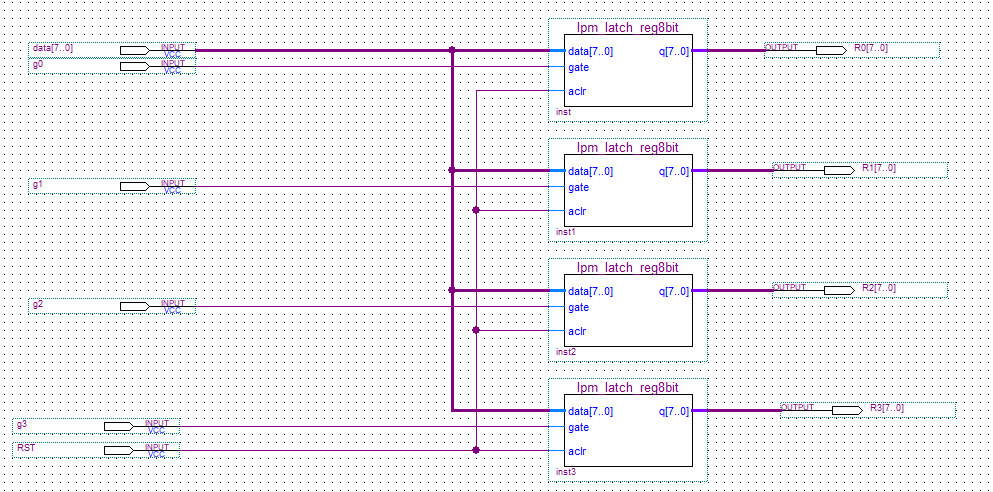 lpm_latch_reg8bit
data[7..0] INPUT VCC data[7..0] q[7..0] OUTPUT R0[7..0]
g0 INPUT VCC gate
aclr
inst
lpm_latch_reg8bit
data[7..0] q[7..0] OUTPUT R1[7..0]
g1 INPUT VCC gate
aclr
inst1
lpm_latch_reg8bit
data[7..0] q[7..0] OUTPUT R2[7..0]
g2 INPUT VCC gate
aclr
inst2
lpm_latch_reg8bit
data[7..0] q[7..0] OUTPUT R3[7..0]
g3 INPUT VCC gate
RST INPUT VCC aclr
inst3